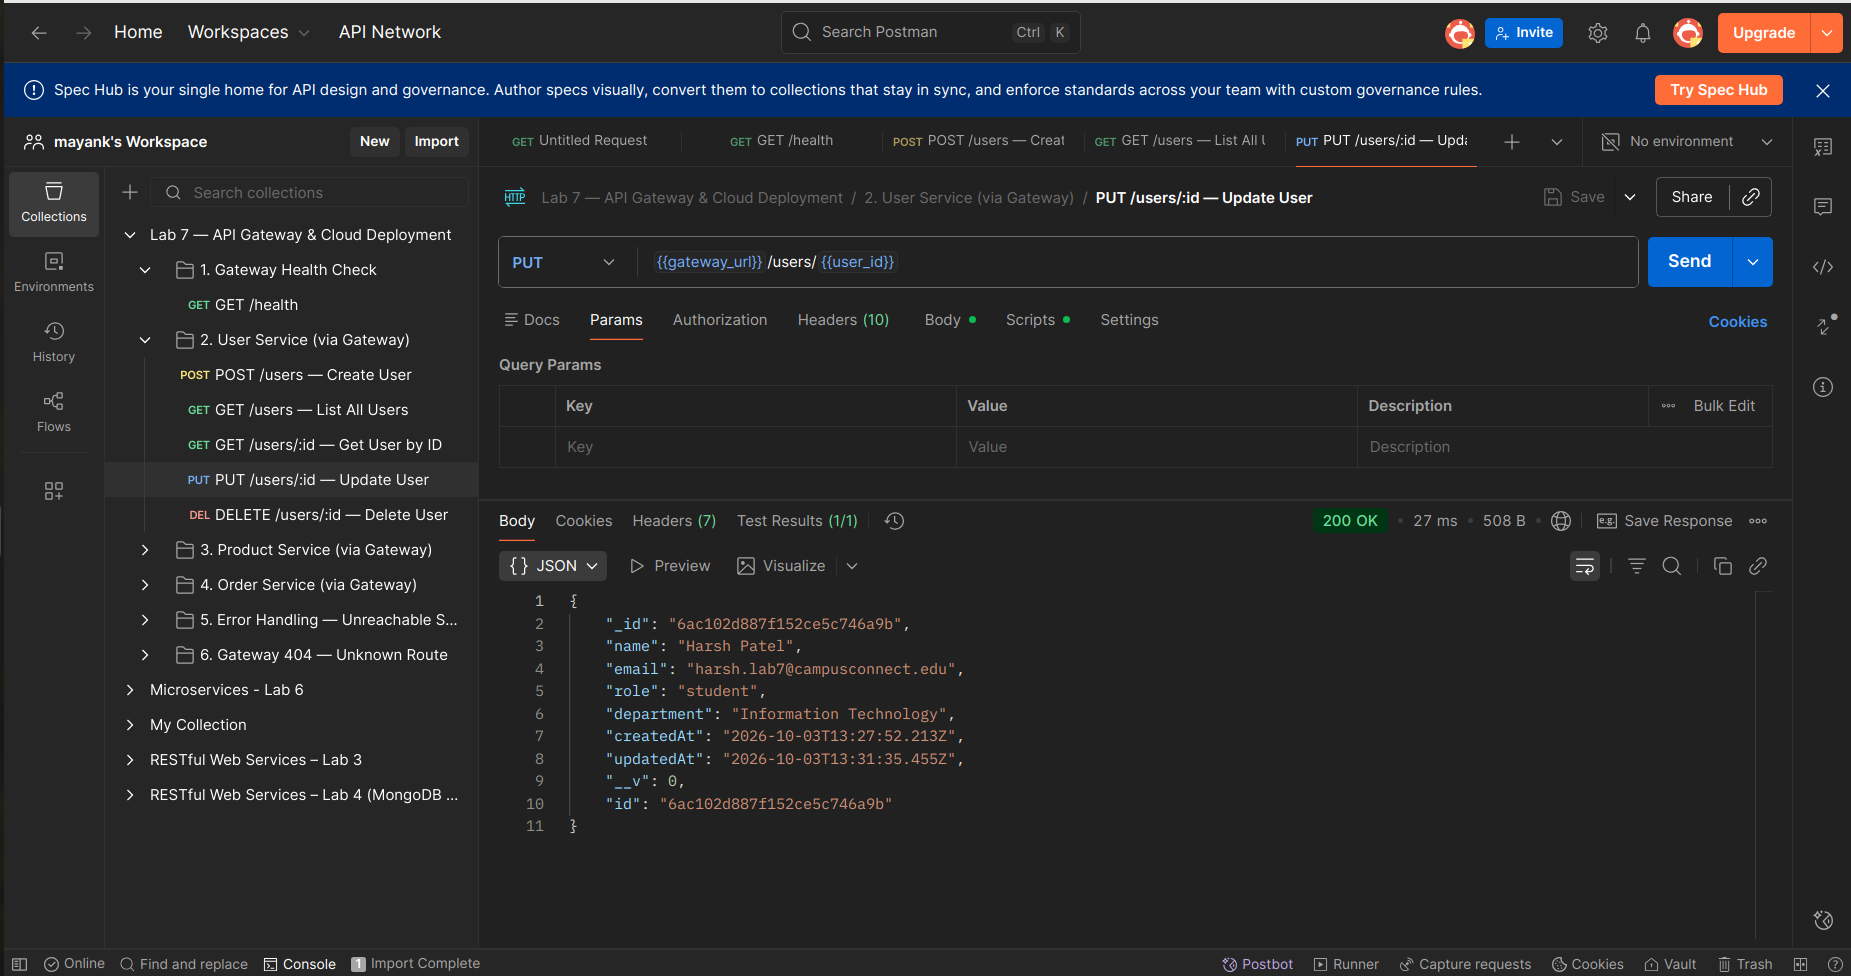 Home Workspaces API Network Search Postman Ctrl K Invite Upgrade
Spec Hub is your single home for API design and governance. Author specs visually, convert them to collections that stay in sync, and enforce standards across your team with custom governance rules. Try Spec Hub
mayank's Workspace New Import
GET Untitled Request GET GET /health POST POST /users — Creat GET GET /users — List All U PUT PUT /users/:id — Upda No environment
Collections
Environments
History
Flows
Search collections
Lab 7 — API Gateway & Cloud Deployment
1. Gateway Health Check
GET GET /health
2. User Service (via Gateway)
POST POST /users — Create User
GET GET /users — List All Users
GET GET /users/:id — Get User by ID
PUT PUT /users/:id — Update User
DEL DELETE /users/:id — Delete User
3. Product Service (via Gateway)
4. Order Service (via Gateway)
5. Error Handling — Unreachable S...
6. Gateway 404 — Unknown Route
Microservices - Lab 6
My Collection
RESTful Web Services – Lab 3
RESTful Web Services – Lab 4 (MongoDB ...
HTTP Lab 7 — API Gateway & Cloud Deployment / 2. User Service (via Gateway) / PUT /users/:id — Update User Save Share
PUT {{gateway_url}} /users/ {{user_id}} Send
Docs Params Authorization Headers (10) Body Scripts Settings Cookies
Query Params
Key Value Description Bulk Edit
Key Value Description
Body Cookies Headers (7) Test Results (1/1) 200 OK 27 ms 508 B e.g. Save Response
{} JSON Preview Visualize
1 {
2 "_id": "6ac102d887f152ce5c746a9b",
3 "name": "Harsh Patel",
4 "email": "harsh.lab7@campusconnect.edu",
5 "role": "student",
6 "department": "Information Technology",
7 "createdAt": "2026-10-03T13:27:52.213Z",
8 "updatedAt": "2026-10-03T13:31:35.455Z",
9 "__v": 0,
10 "id": "6ac102d887f152ce5c746a9b"
11 }
Online Find and replace Console 1 Import Complete Postbot Runner Capture requests Cookies Vault Trash